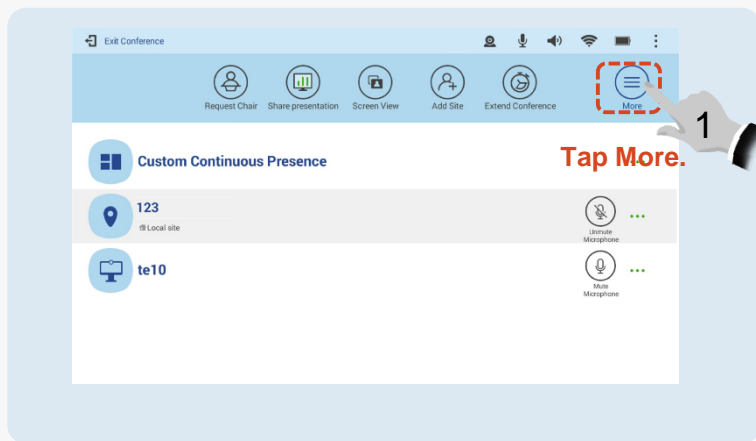 Exit Conference
Request Chair
Share presentation
Screen View
Add Site
Extend Conference
More
1
Tap More.
Custom Continuous Presence
123
Local site
Unmute
Microphone
te10
Mute
Microphone